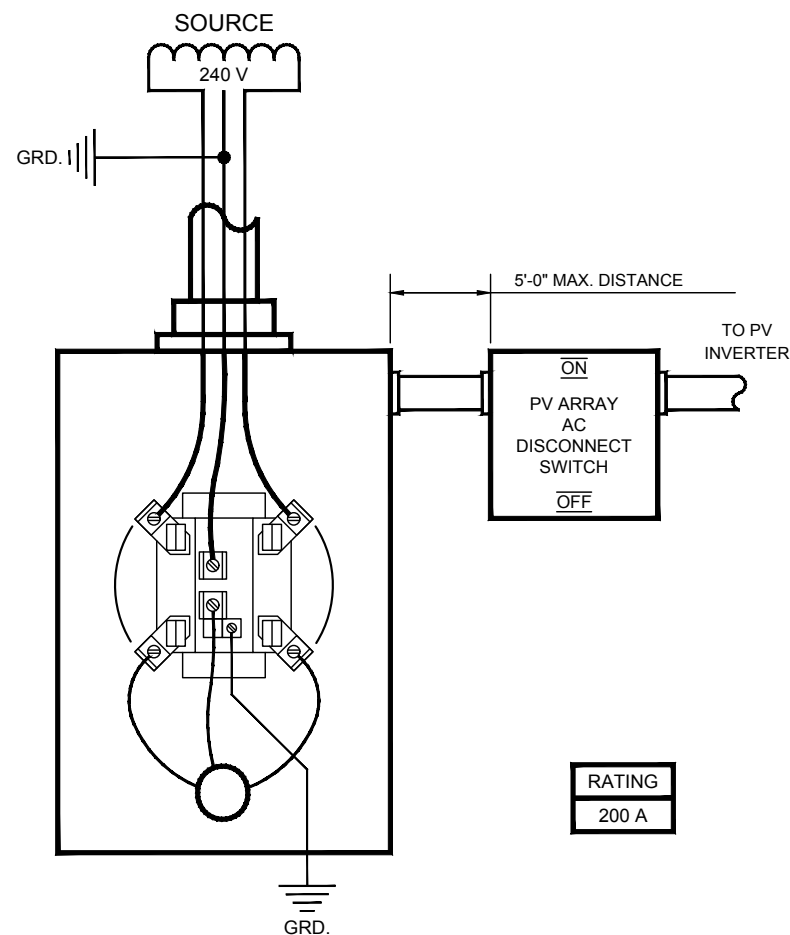 SOURCE
240 V
GRD.
5'-0" MAX. DISTANCE
TO PV
INVERTER
ON
PV ARRAY
AC
DISCONNECT
SWITCH
OFF
RATING
200 A
GRD.